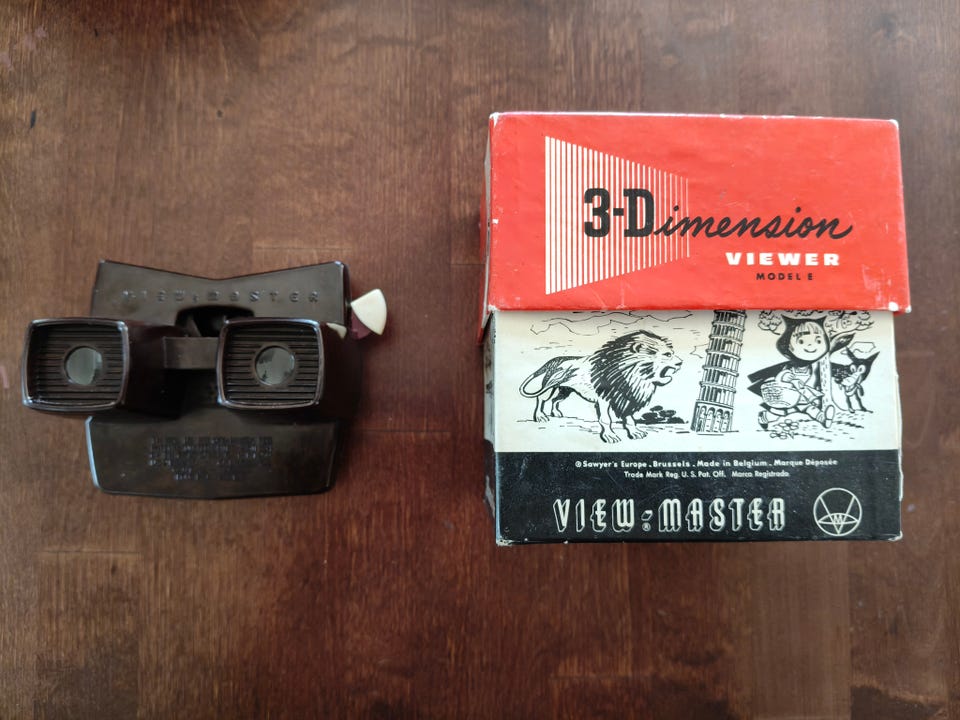 VIEW-MASTER
3-Dimension
VIEWER
MODEL E
® Sawyer's Europe . Brussels . Made in Belgium . Marque Déposée
Trade Mark Reg. U. S. Pat. Off. Marca Registrada
VIEW-MASTER ®